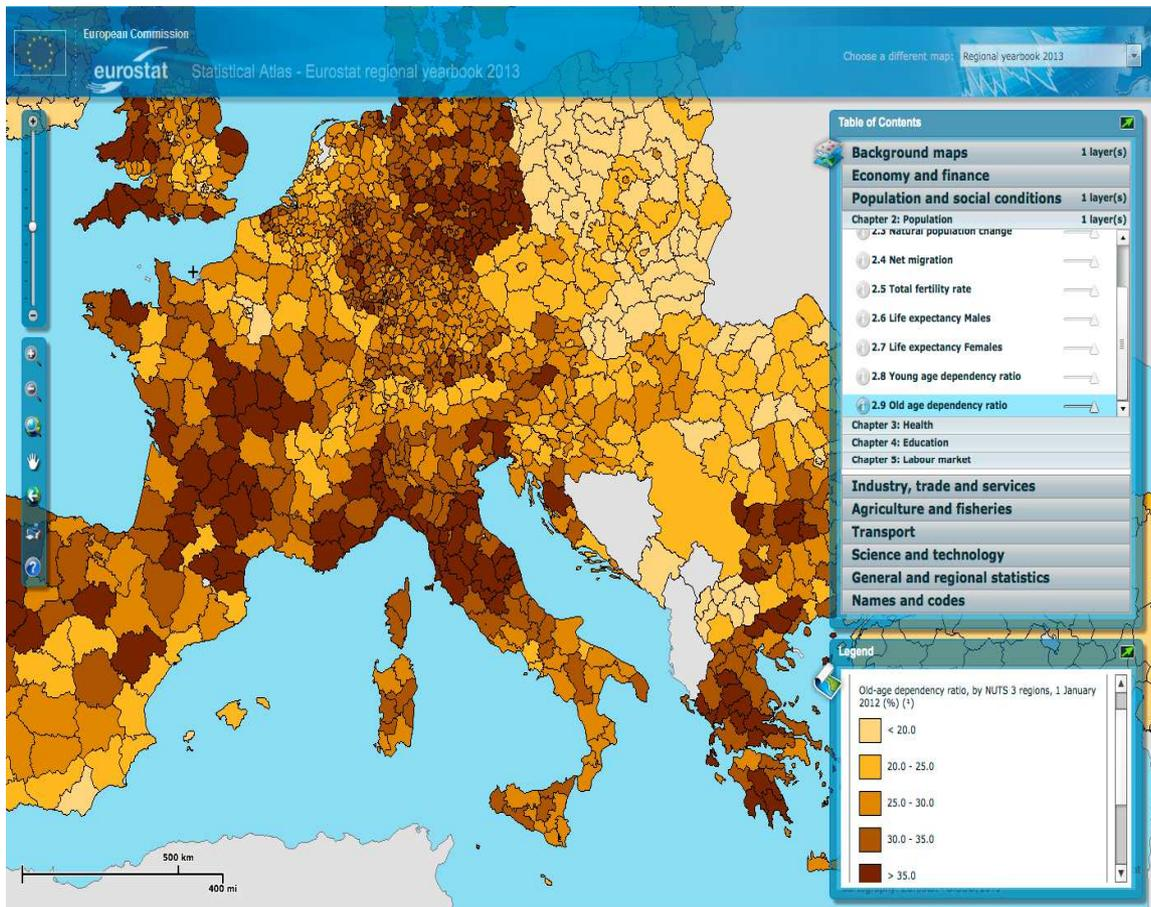 European Commission
eurostat
Statistical Atlas - Eurostat regional yearbook 2013
Choose a different map: Regional yearbook 2013
Table of Contents
Background maps 1 layer(s)
Economy and finance
Population and social conditions 1 layer(s)
Chapter 2: Population 1 layer(s)
2.3 Natural population change
2.4 Net migration
2.5 Total fertility rate
2.6 Life expectancy Males
2.7 Life expectancy Females
2.8 Young age dependency ratio
2.9 Old age dependency ratio
Chapter 3: Health
Chapter 4: Education
Chapter 5: Labour market
Industry, trade and services
Agriculture and fisheries
Transport
Science and technology
General and regional statistics
Names and codes
Legend
Old-age dependency ratio, by NUTS 3 regions, 1 January
2012 (%) (¹)
< 20.0
20.0 - 25.0
25.0 - 30.0
30.0 - 35.0
> 35.0
500 km
400 mi